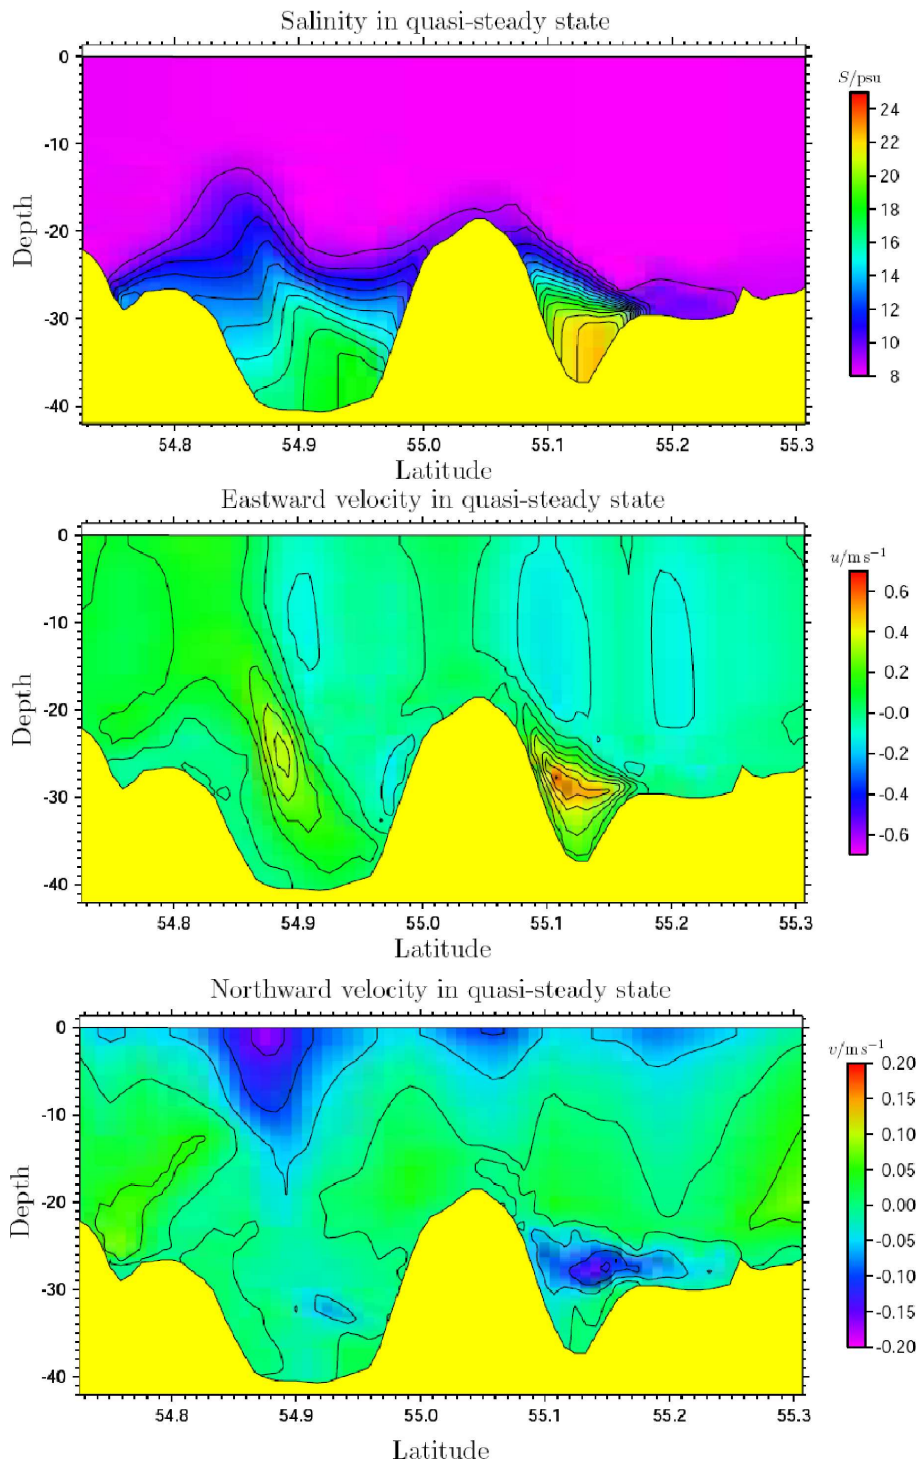 Salinity in quasi-steady state
S/psu
0
-10
-20
-30
-40
Depth
24
22
20
18
16
14
12
10
8
54.8 54.9 55.0 55.1 55.2 55.3
Latitude
Eastward velocity in quasi-steady state
u/m s⁻¹
0
-10
-20
-30
-40
Depth
0.6
0.4
0.2
-0.0
-0.2
-0.4
-0.6
54.8 54.9 55.0 55.1 55.2 55.3
Latitude
Northward velocity in quasi-steady state
v/m s⁻¹
0
-10
-20
-30
-40
Depth
0.20
0.15
0.10
0.05
0.00
-0.05
-0.10
-0.15
-0.20
54.8 54.9 55.0 55.1 55.2 55.3
Latitude